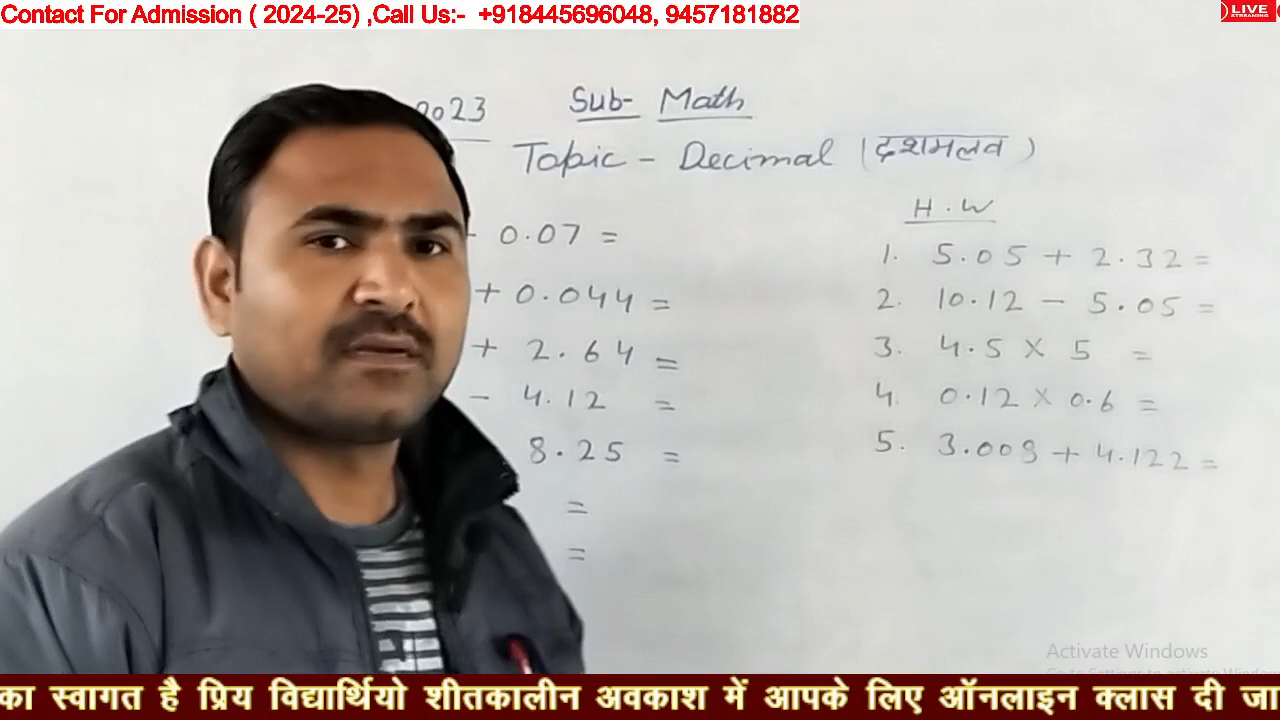 Contact For Admission ( 2024-25) ,Call Us:- +918445696048, 9457181882
LIVE
STREAMING
2023 Sub- Math
Topic - Decimal (दशमलव)
0.07 =
+ 0.044 =
+ 2.64 =
- 4.12 =
8.25 =
=
=
H.W
1. 5.05 + 2.32 =
2. 10.12 - 5.05 =
3. 4.5 X 5 =
4. 0.12 X 0.6 =
5. 3.008 + 4.122 =
Activate Windows
का स्वागत है प्रिय विद्यार्थियो शीतकालीन अवकाश में आपके लिए ऑनलाइन क्लास दी जा